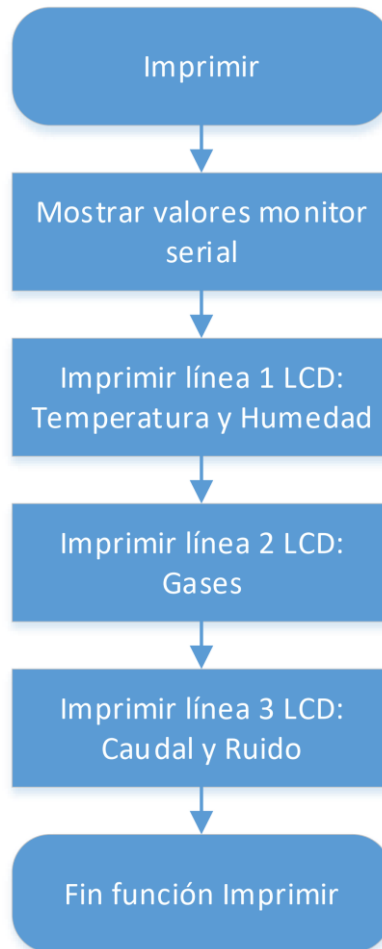 Imprimir
Mostrar valores monitor
serial
Imprimir línea 1 LCD:
Temperatura y Humedad
Imprimir línea 2 LCD:
Gases
Imprimir línea 3 LCD:
Caudal y Ruido
Fin función Imprimir